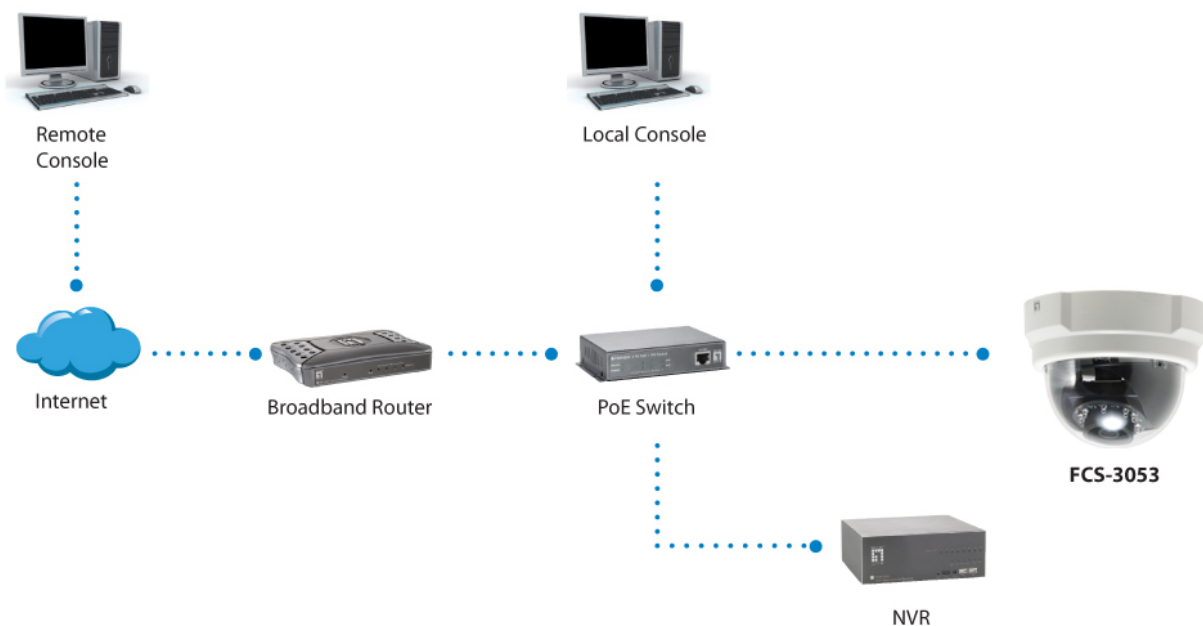 Remote
Console
Local Console
Internet
Broadband Router
PoE Switch
FCS-3053
NVR